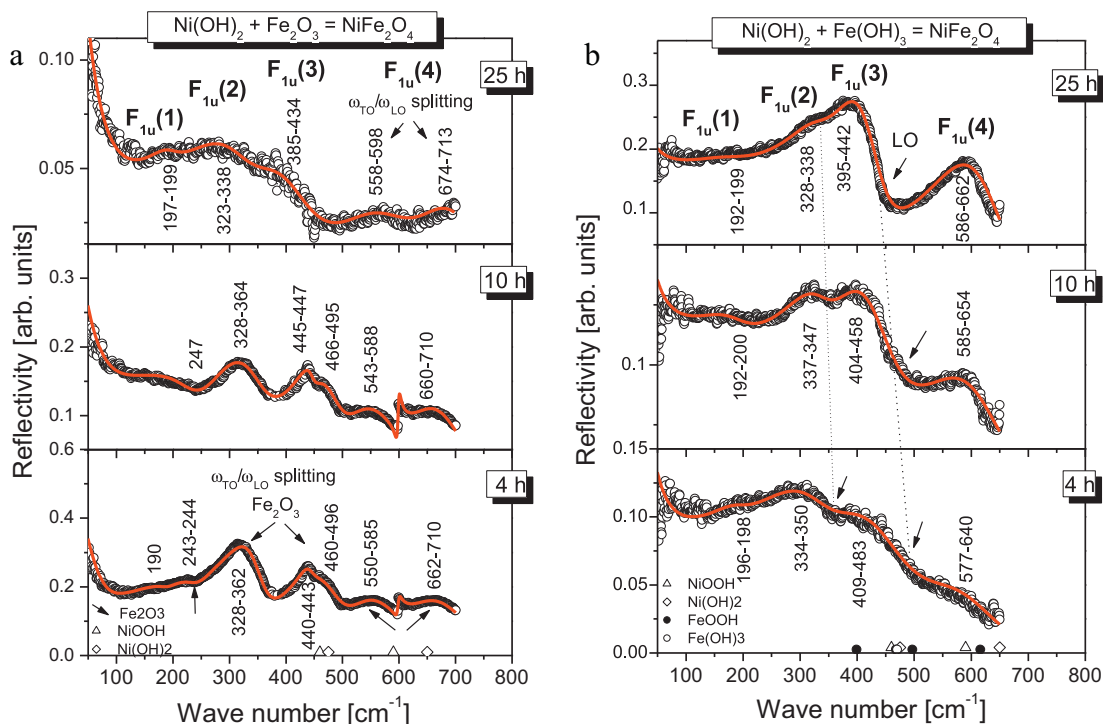 a
Ni(OH)₂ + Fe₂O₃ = NiFe₂O₄
25 h
F₁ᵤ(1)
F₁ᵤ(2)
F₁ᵤ(3)
F₁ᵤ(4)
ω_TO/ω_LO splitting
197-199
323-338
385-434
558-598
674-713
0.10
0.05
10 h
247
328-364
445-447
466-495
543-588
660-710
0.3
0.2
0.1
4 h
ω_TO/ω_LO splitting
Fe₂O₃
190
243-244
328-362
440-443
460-496
550-585
662-710
Fe2O3
NiOOH
Ni(OH)2
0.6
0.4
0.2
0.0
100 200 300 400 500 600 700 800
Reflectivity [arb. units]
Wave number [cm⁻¹]
b
Ni(OH)₂ + Fe(OH)₃ = NiFe₂O₄
25 h
F₁ᵤ(1)
F₁ᵤ(2)
F₁ᵤ(3)
F₁ᵤ(4)
LO
192-199
328-338
395-442
586-662
0.3
0.2
0.1
10 h
192-200
337-347
404-458
585-654
0.1
4 h
196-198
334-350
409-483
577-640
NiOOH
Ni(OH)2
FeOOH
Fe(OH)3
0.15
0.10
0.05
0.00
100 200 300 400 500 600 700 800
Reflectivity [arb. units]
Wave number [cm⁻¹]